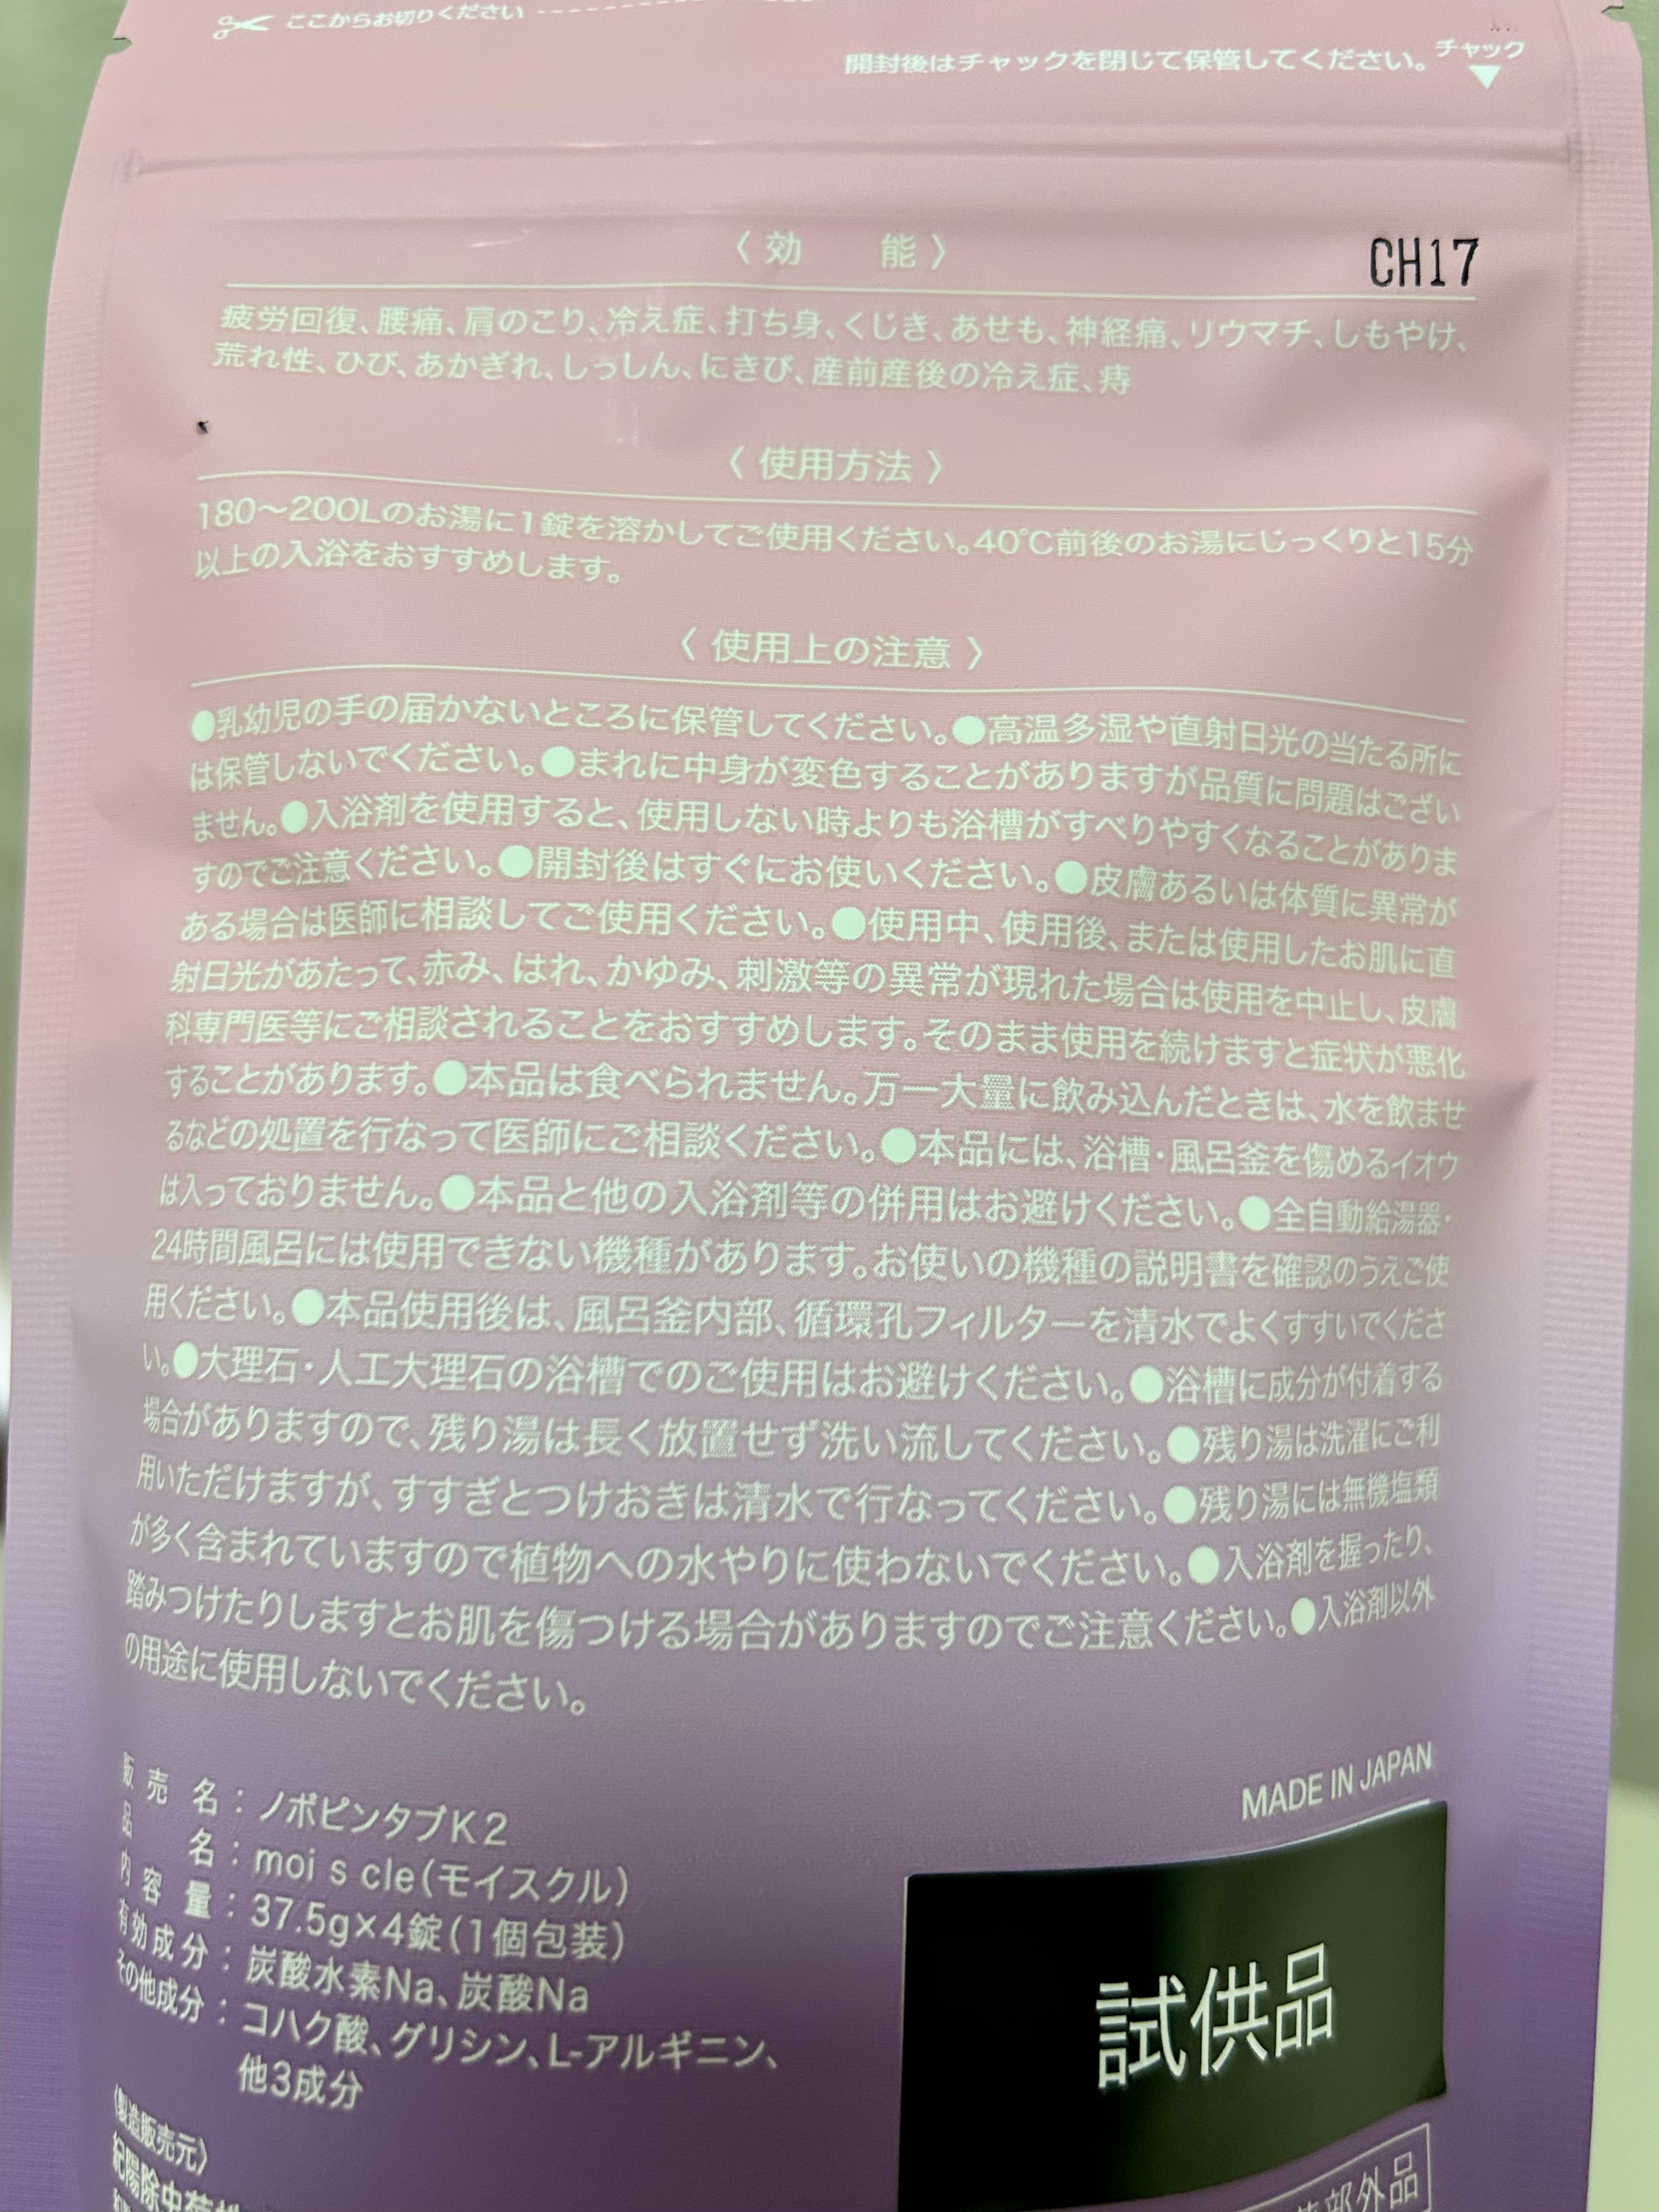 ここからお切りください
開封後はチャックを閉じて保管してください。
チャック
〈 効 能 〉
CH17
疲労回復、腰痛、肩のこり、冷え症、打ち身、くじき、あせも、神経痛、リウマチ、しもやけ、
荒れ性、ひび、あかぎれ、しっしん、にきび、産前産後の冷え症、痔
〈 使用方法 〉
180～200Lのお湯に1錠を溶かしてご使用ください。40℃前後のお湯にじっくりと15分
以上の入浴をおすすめします。
〈 使用上の注意 〉
●乳幼児の手の届かないところに保管してください。●高温多湿や直射日光の当たる所に
は保管しないでください。●まれに中身が変色することがありますが品質に問題はござい
ません。●入浴剤を使用すると、使用しない時よりも浴槽がすべりやすくなることがありま
すのでご注意ください。●開封後はすぐにお使いください。●皮膚あるいは体質に異常が
ある場合は医師に相談してご使用ください。●使用中、使用後、または使用したお肌に直
射日光があたって、赤み、はれ、かゆみ、刺激等の異常が現れた場合は使用を中止し、皮膚
科専門医等にご相談されることをおすすめします。そのまま使用を続けますと症状が悪化
することがあります。●本品は食べられません。万一大量に飲み込んだときは、水を飲ませ
るなどの処置を行なって医師にご相談ください。●本品には、浴槽・風呂釜を傷めるイオウ
は入っておりません。●本品と他の入浴剤等の併用はお避けください。●全自動給湯器・
24時間風呂には使用できない機種があります。お使いの機種の説明書を確認のうえご使
用ください。●本品使用後は、風呂釜内部、循環孔フィルターを清水でよくすすいでくださ
い。●大理石・人工大理石の浴槽でのご使用はお避けください。●浴槽に成分が付着する
場合がありますので、残り湯は長く放置せず洗い流してください。●残り湯は洗濯にご利
用いただけますが、すすぎとつけおきは清水で行なってください。●残り湯には無機塩類
が多く含まれていますので植物への水やりに使わないでください。●入浴剤を握ったり、
踏みつけたりしますとお肌を傷つける場合がありますのでご注意ください。●入浴剤以外
の用途に使用しないでください。
MADE IN JAPAN
販 売 名：ノボピンタブK2
品 名：moi s cle(モイスクル)
内 容 量：37.5g×4錠(1個包装)
有効成分：炭酸水素Na、炭酸Na
その他成分：コハク酸、グリシン、L-アルギニン、
他3成分
試供品
〈製造販売元〉
紀陽除虫菊
部外品